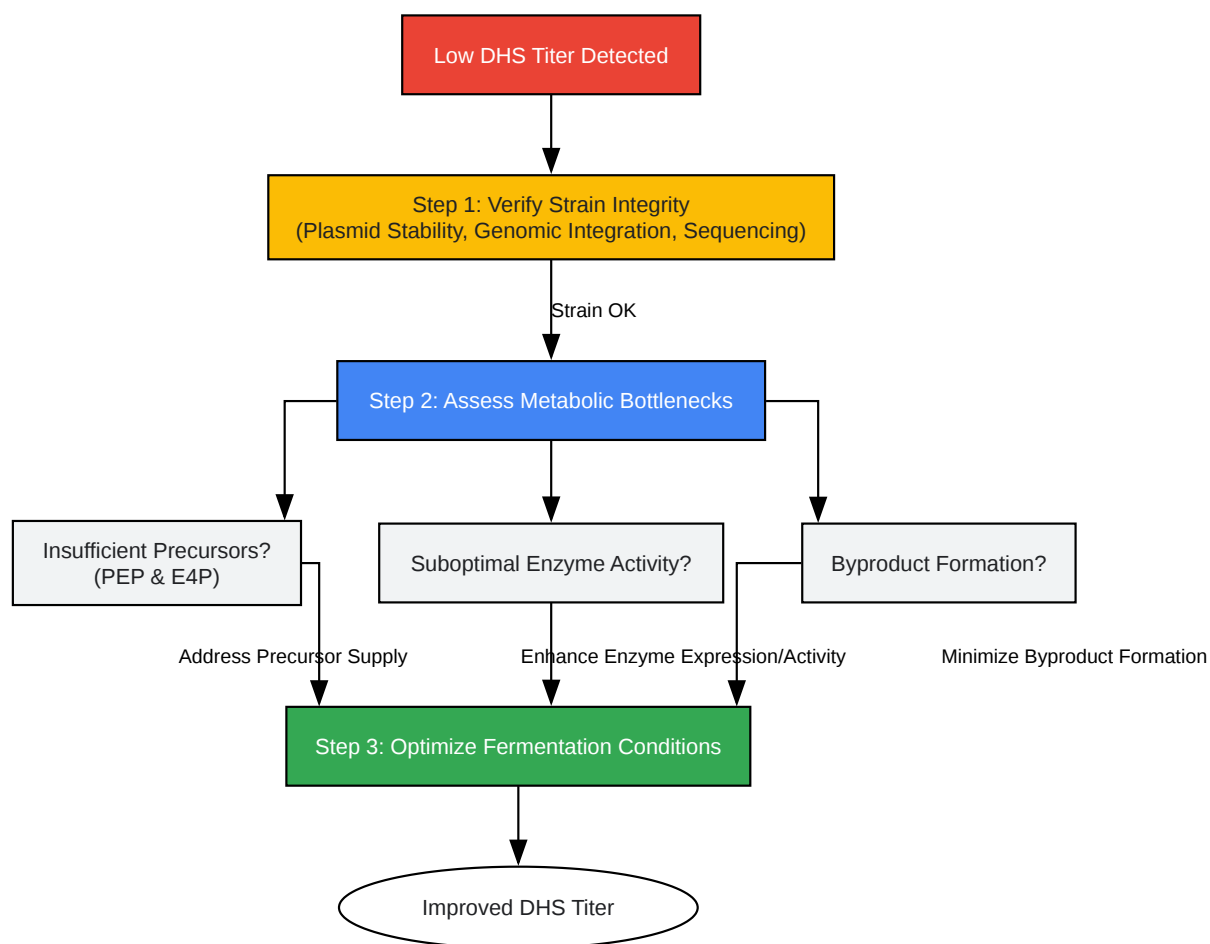 Low DHS Titer Detected
Step 1: Verify Strain Integrity
(Plasmid Stability, Genomic Integration, Sequencing)
Strain OK
Step 2: Assess Metabolic Bottlenecks
Insufficient Precursors?
(PEP & E4P)
Suboptimal Enzyme Activity?
Byproduct Formation?
Address Precursor Supply
Enhance Enzyme Expression/Activity
Minimize Byproduct Formation
Step 3: Optimize Fermentation Conditions
Improved DHS Titer